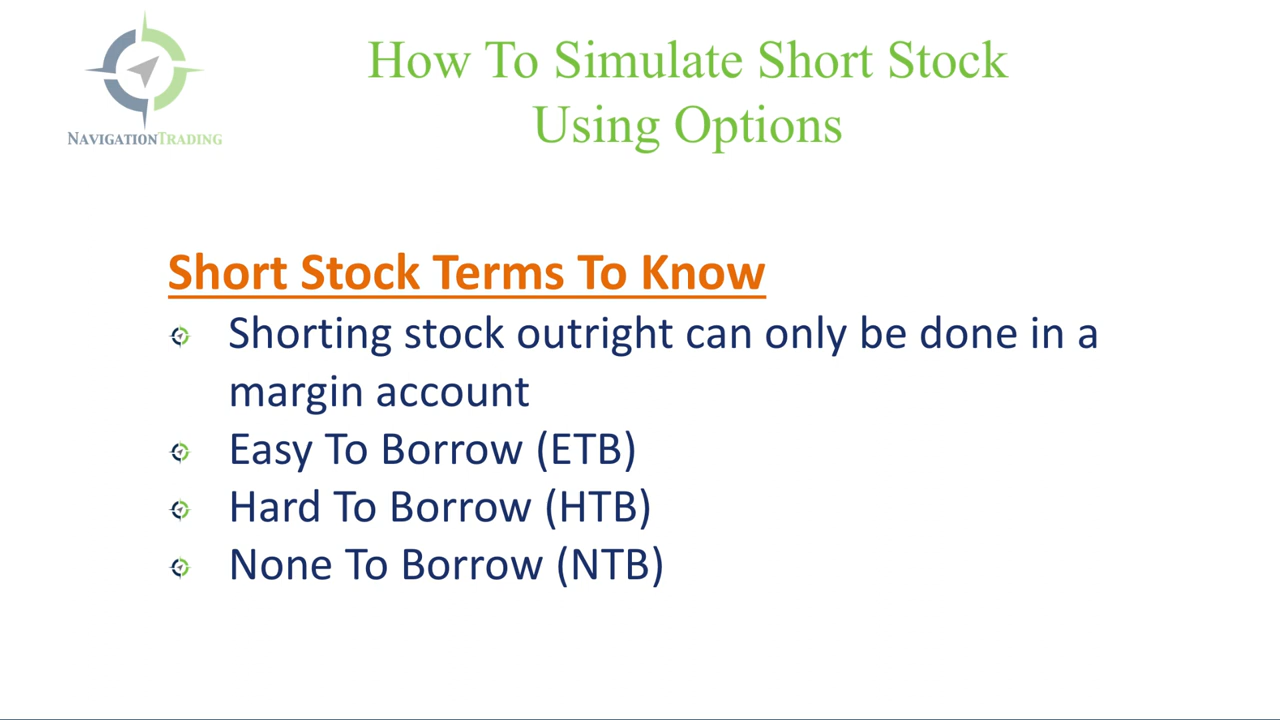 How To Simulate Short Stock
Using Options
NAVIGATIONTRADING
Short Stock Terms To Know
Shorting stock outright can only be done in a
margin account
Easy To Borrow (ETB)
Hard To Borrow (HTB)
None To Borrow (NTB)